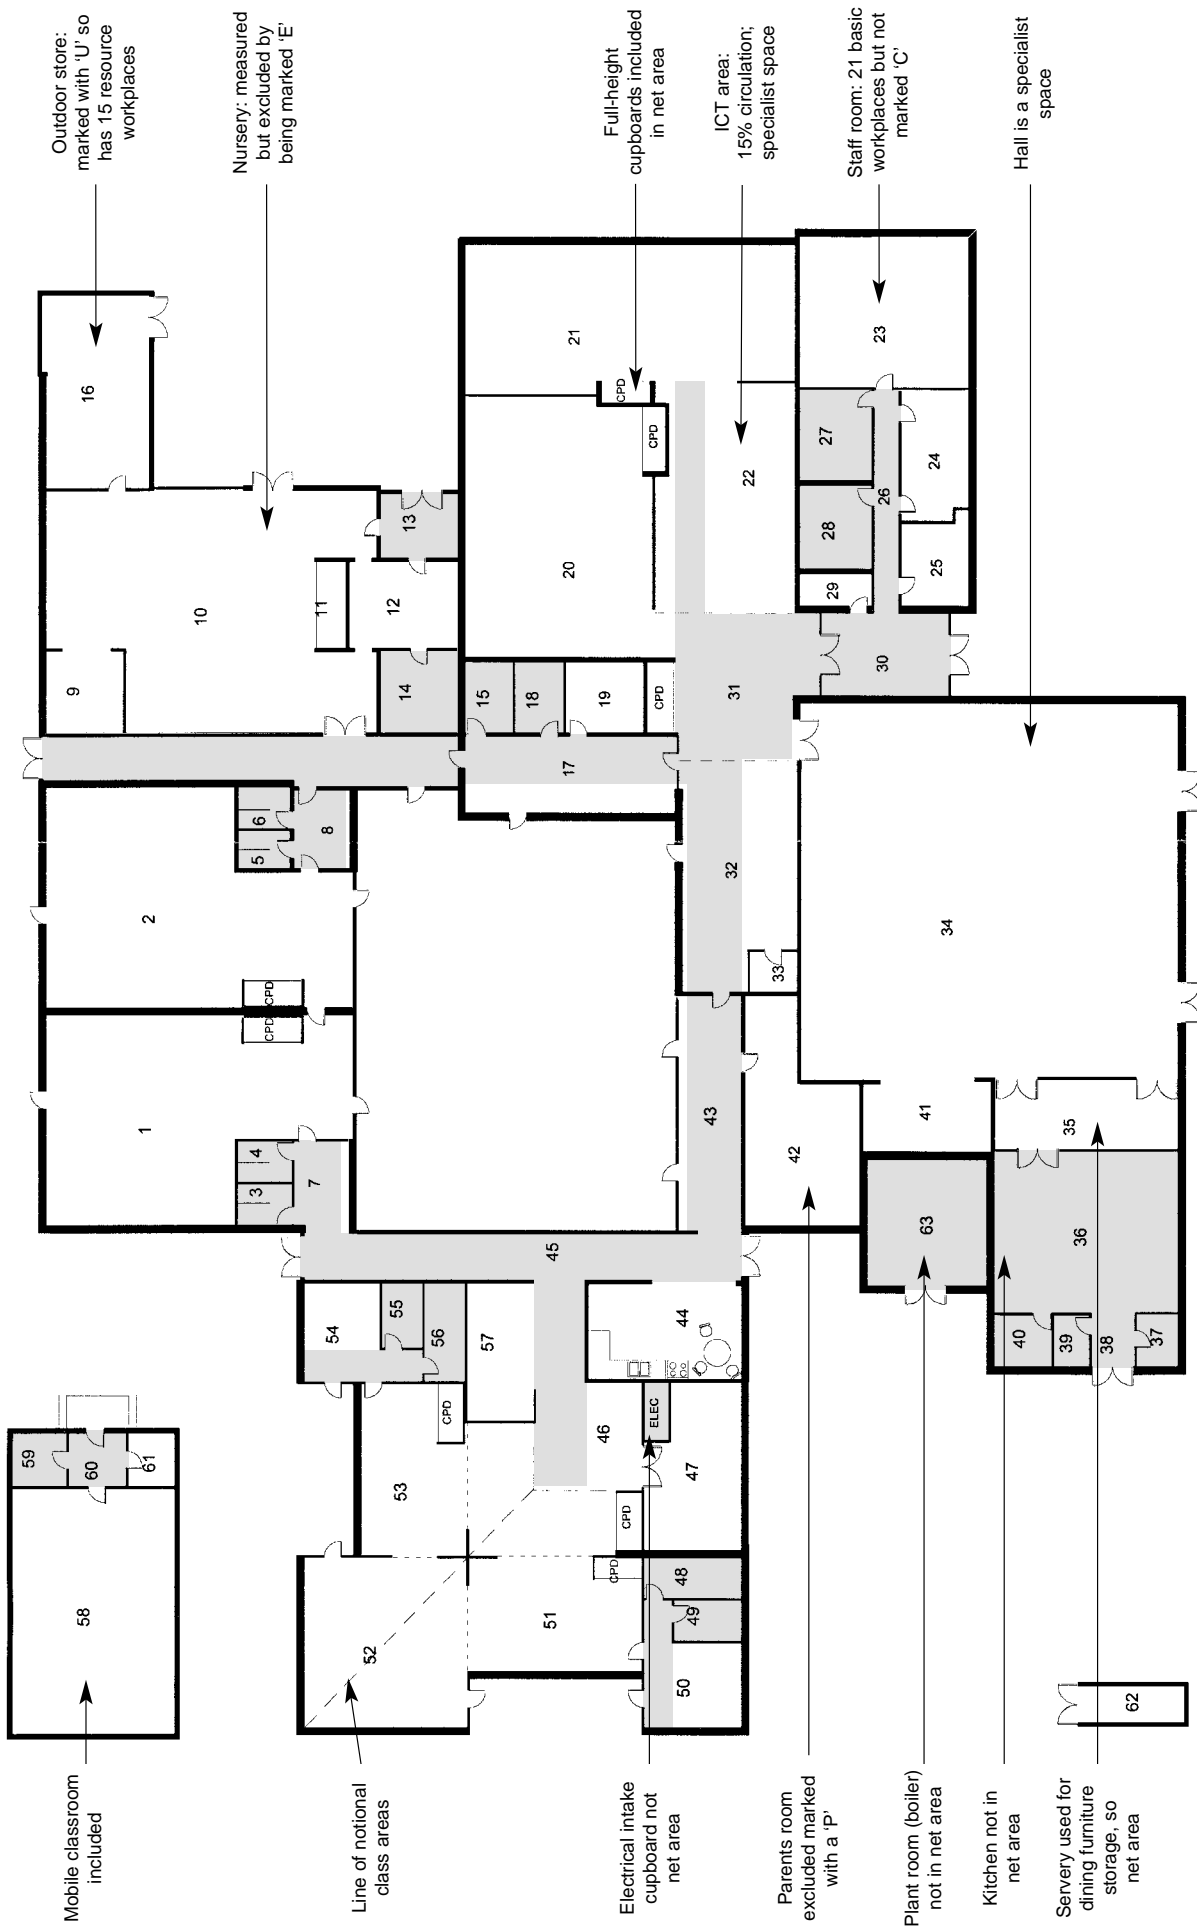 Outdoor store:
marked with ‘U’ so
has 15 resource
workplaces
Nursery: measured
but excluded by
being marked ‘E’
Full-height
cupboards included
in net area
ICT area:
15% circulation;
specialist space
Staff room: 21 basic
workplaces but not
marked ‘C’
Hall is a specialist
space
16
10
9
11
12
13
14
15
18
19
CPD
17
20
21
CPD
CPD
22
23
27
28
29
24
25
26
30
31
32
33
34
2
6
5
8
CPD
CPD
1
4
3
7
43
42
41
35
36
63
40
39
38
37
45
44
54
55
56
57
CPD
46
ELEC
47
53
CPD
CPD
48
49
50
51
52
59
60
61
58
62
Mobile classroom
included
Line of notional
class areas
Electrical intake
cupboard not
net area
Parents room
excluded marked
with a ‘P’
Plant room (boiler)
not in net area
Kitchen not in
net area
Servery used for
dining furniture
storage, so
net area